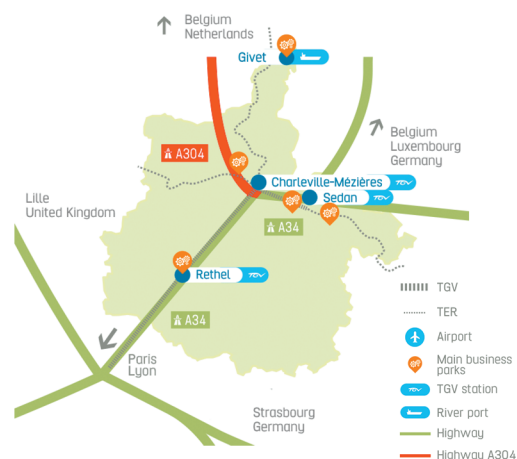 Belgium
Netherlands
Givet
A304
Belgium
Luxembourg
Germany
Charleville-Mézières
TGV
Sedan
TGV
Lille
United Kingdom
A34
Rethel
TGV
A34
Paris
Lyon
Strasbourg
Germany
TGV
TER
Airport
Main business
parks
TGV
TGV station
River port
Highway
Highway A304